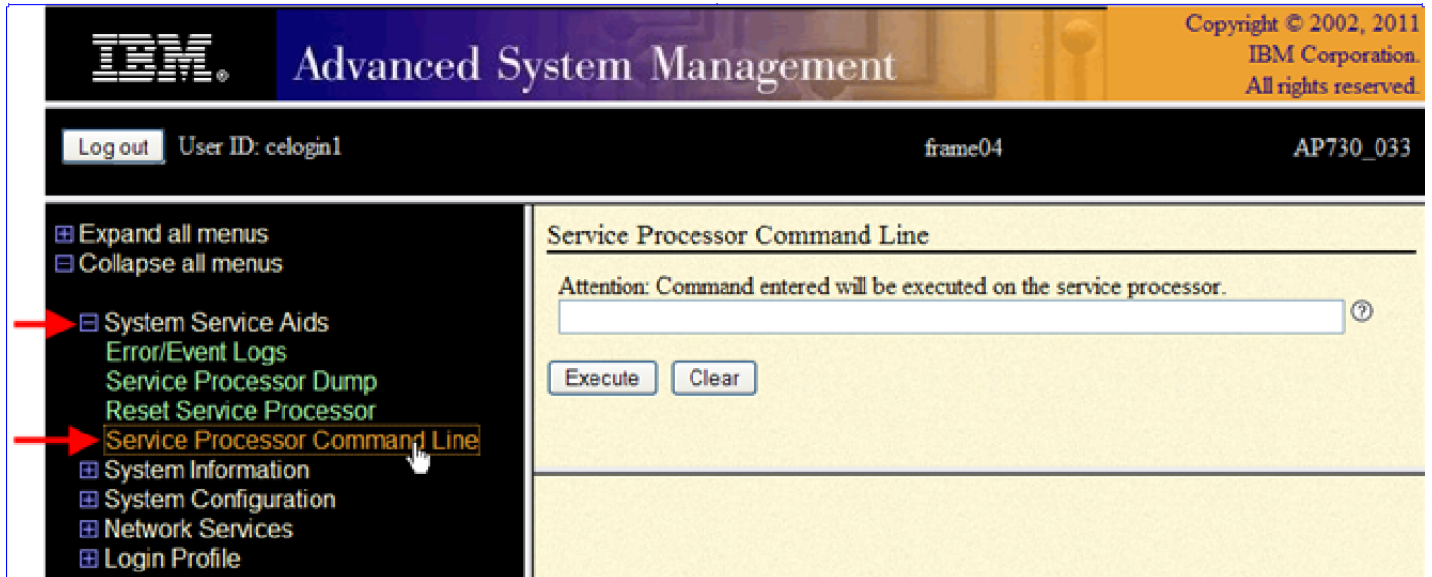 IBM®
Advanced System Management
Copyright © 2002, 2011
IBM Corporation.
All rights reserved.
Log out User ID: celogin1 frame04 AP730_033
Expand all menus
Collapse all menus
System Service Aids
Error/Event Logs
Service Processor Dump
Reset Service Processor
Service Processor Command Line
System Information
System Configuration
Network Services
Login Profile
Service Processor Command Line
Attention: Command entered will be executed on the service processor.
?
Execute Clear